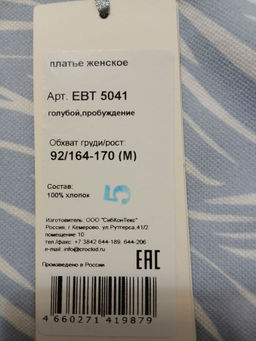 платье женское
Арт. ЕВТ 5041
голубой,пробуждение
Обхват груди/рост:
92/164-170 (М)
Состав:
100% хлопок
5
Изготовитель: ООО "СибКонТекс"
Россия, г.Кемерово, ул.Рутгерса,41/2
помещение 10
тел./факс: +7 3842 644-189, 644-206
e-mail: info@crockid.ru
Произведено в России
EAC
4 660271 419879